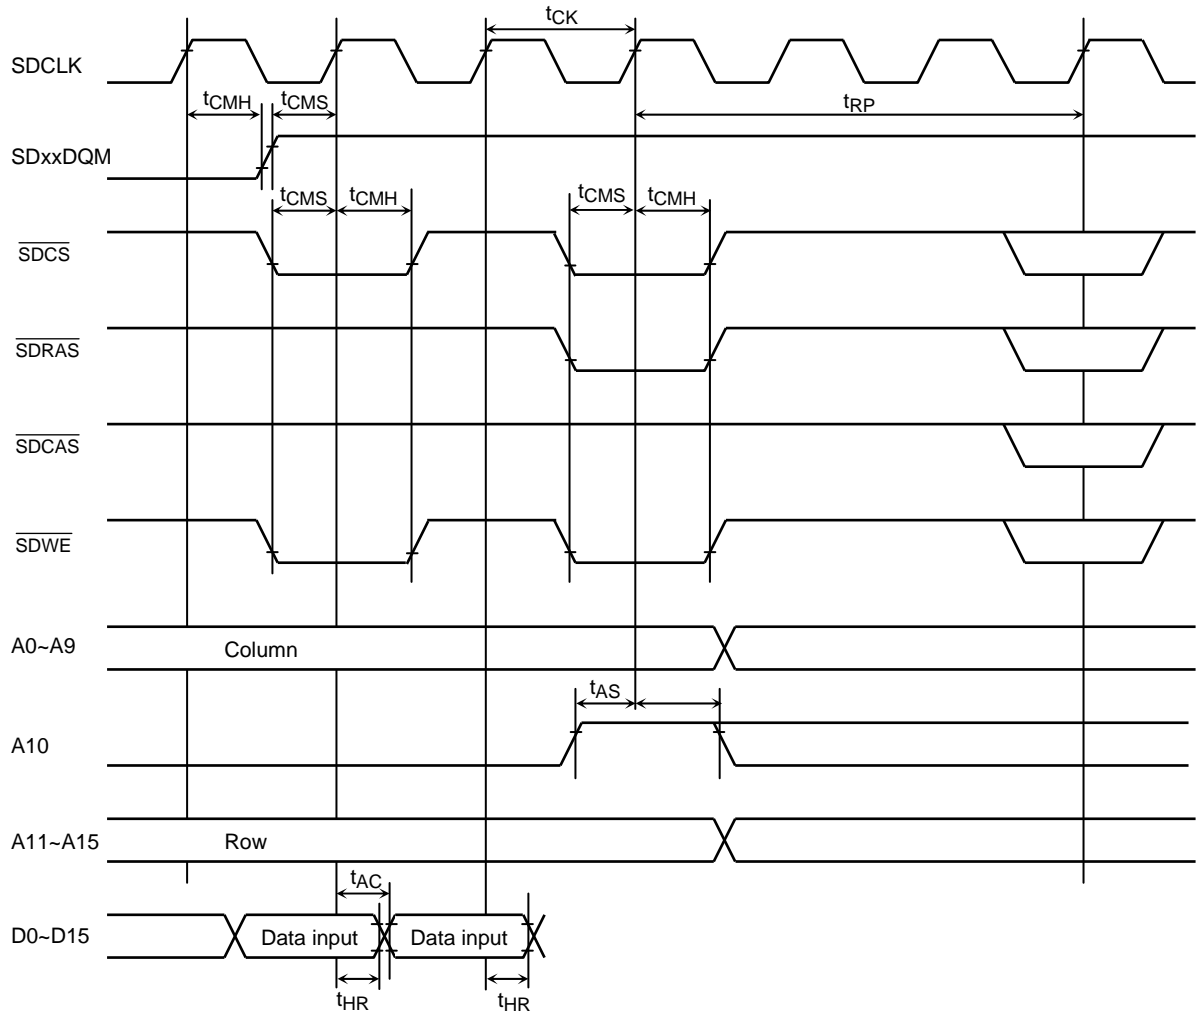 tCK
SDCLK
tCMH tCMS tRP
SDxxDQM
tCMS tCMH tCMS tCMH
SDCS
SDRAS
SDCAS
SDWE
A0~A9 Column
tAS
A10
A11~A15 Row
tAC
D0~D15 Data input Data input
tHR tHR